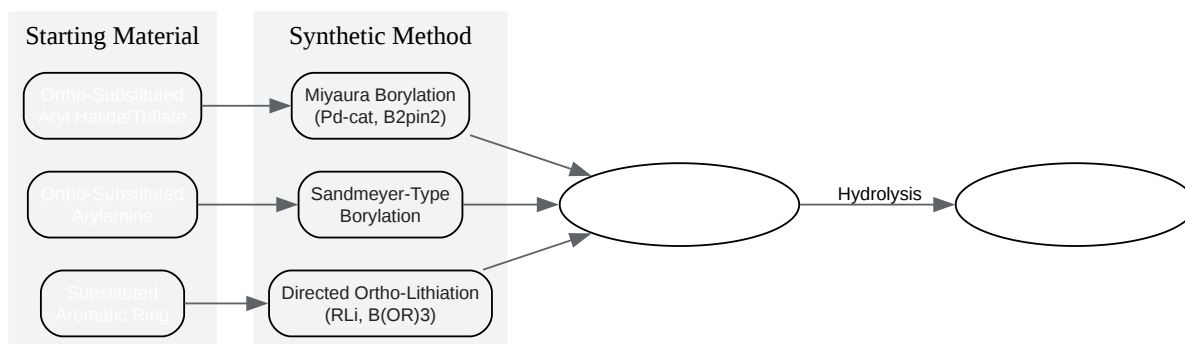 Starting Material
Synthetic Method
Ortho-Substituted
Aryl Halide/Triflate
Miyaura Borylation
(Pd-cat, B2pin2)
Ortho-Substituted
Arylamine
Sandmeyer-Type
Borylation
Hydrolysis
Substituted
Aromatic Ring
Directed Ortho-Lithiation
(RLi, B(OR)3)